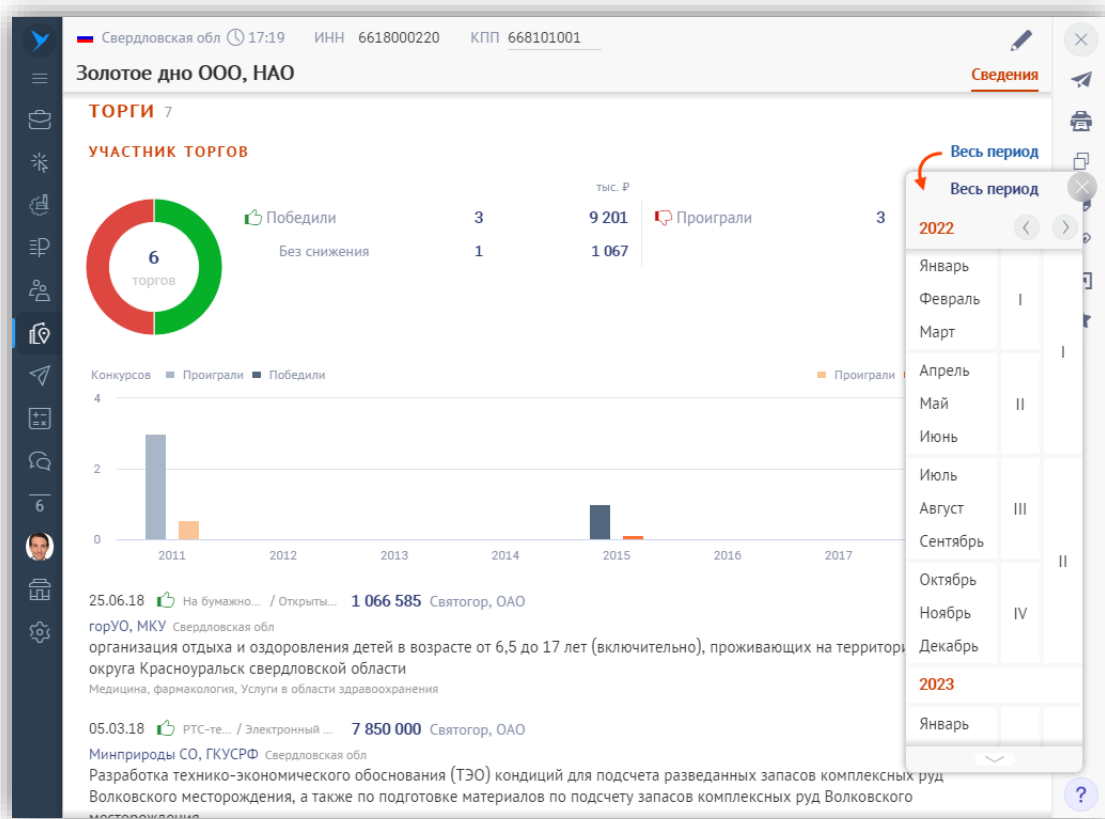 Свердловская обл 17:19 ИНН 6618000220 КПП 668101001
Золотое дно ООО, НАО
Сведения
ТОРГИ 7
УЧАСТНИК ТОРГОВ
Весь период
тыс. ₽
Победили 3 9 201 Проиграли 3
Без снижения 1 1 067
6
торгов
Конкурсов Проиграли Победили Проиграли
4
2
0
2011 2012 2013 2014 2015 2016 2017
25.06.18 На бумажно... / Открыты... 1 066 585 Святогор, ОАО
горУО, МКУ Свердловская обл
организация отдыха и оздоровления детей в возрасте от 6,5 до 17 лет (включительно), проживающих на территори
округа Красноуральск свердловской области
Медицина, фармакология, Услуги в области здравоохранения
05.03.18 РТС-те... / Электронный ... 7 850 000 Святогор, ОАО
Минприроды СО, ГКУСРФ Свердловская обл
Разработка технико-экономического обоснования (ТЭО) кондиций для подсчета разведанных запасов комплексных руд
Волковского месторождения, а также по подготовке материалов по подсчету запасов комплексных руд Волковского
месторождения
Весь период
2022
Январь
Февраль I
Март
I
Апрель
Май II
Июнь
Июль
Август III
Сентябрь
II
Октябрь
Ноябрь IV
Декабрь
2023
Январь
6
?